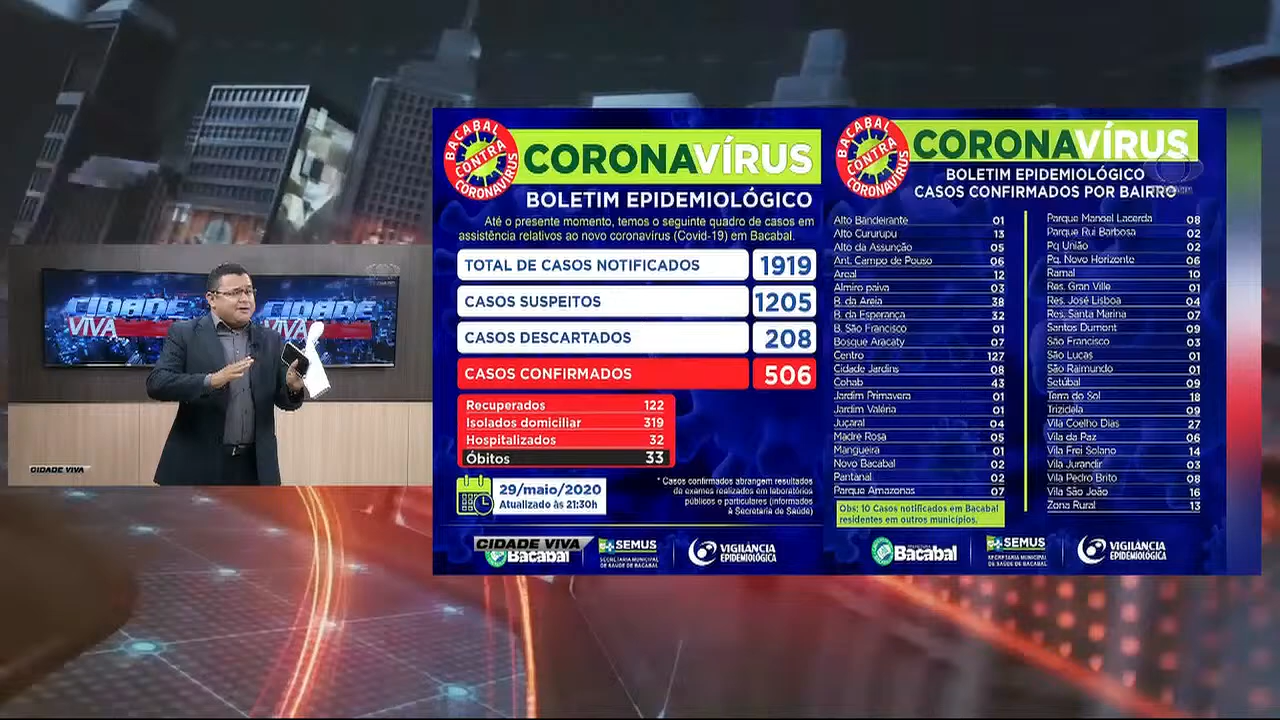 CIDADE
VIVA
CIDADE
VIVA
CIDADE VIVA
BACABAL
CONTRA
CORONAVÍRUS
CORONAVÍRUS
BOLETIM EPIDEMIOLÓGICO
Até o presente momento, temos o seguinte quadro de casos em
assistência relativos ao novo coronavírus (Covid-19) em Bacabal.
TOTAL DE CASOS NOTIFICADOS 1919
CASOS SUSPEITOS 1205
CASOS DESCARTADOS 208
CASOS CONFIRMADOS 506
Recuperados 122
Isolados domiciliar 319
Hospitalizados 32
Óbitos 33
29/maio/2020
Atualizado às 21:30h
* Casos confirmados abrangem resultados
de exames realizados em laboratórios
públicos e particulares (informados
à Secretaria de Saúde)
CIDADE VIVA
Bacabal
SEMUS
SECRETARIA MUNICIPAL
DE SAÚDE DE BACABAL
VIGILÂNCIA
EPIDEMIOLÓGICA
BACABAL
CONTRA
CORONAVÍRUS
CORONAVÍRUS
BOLETIM EPIDEMIOLÓGICO
CASOS CONFIRMADOS POR BAIRRO
Alto Bandeirante 01
Alto Cururupu 13
Alto da Assunção 05
Ant. Campo de Pouso 06
Areal 12
Almiro paiva 03
B. da Areia 38
B. da Esperança 32
B. São Francisco 01
Bosque Aracaty 07
Centro 127
Cidade Jardins 08
Cohab 43
Jardim Primavera 01
Jardim Valéria 01
Juçaral 04
Madre Rosa 05
Mangueira 01
Novo Bacabal 02
Pantanal 02
Parque Amazonas 07
Obs: 10 Casos notificados em Bacabal
residentes em outros municípios.
Parque Manoel Lacerda 08
Parque Rui Barbosa 02
Pq União 02
Pq. Novo Horizonte 06
Ramal 10
Res. Gran Ville 01
Res. José Lisboa 04
Res. Santa Marina 07
Santos Dumont 09
São Francisco 03
São Lucas 01
São Raimundo 01
Setúbal 09
Terra do Sol 18
Trizidela 09
Vila Coelho Dias 27
Vila da Paz 06
Vila Frei Solano 14
Vila Jurandir 03
Vila Pedro Brito 08
Vila São João 16
Zona Rural 13
Bacabal
SEMUS
SECRETARIA MUNICIPAL
DE SAÚDE DE BACABAL
VIGILÂNCIA
EPIDEMIOLÓGICA